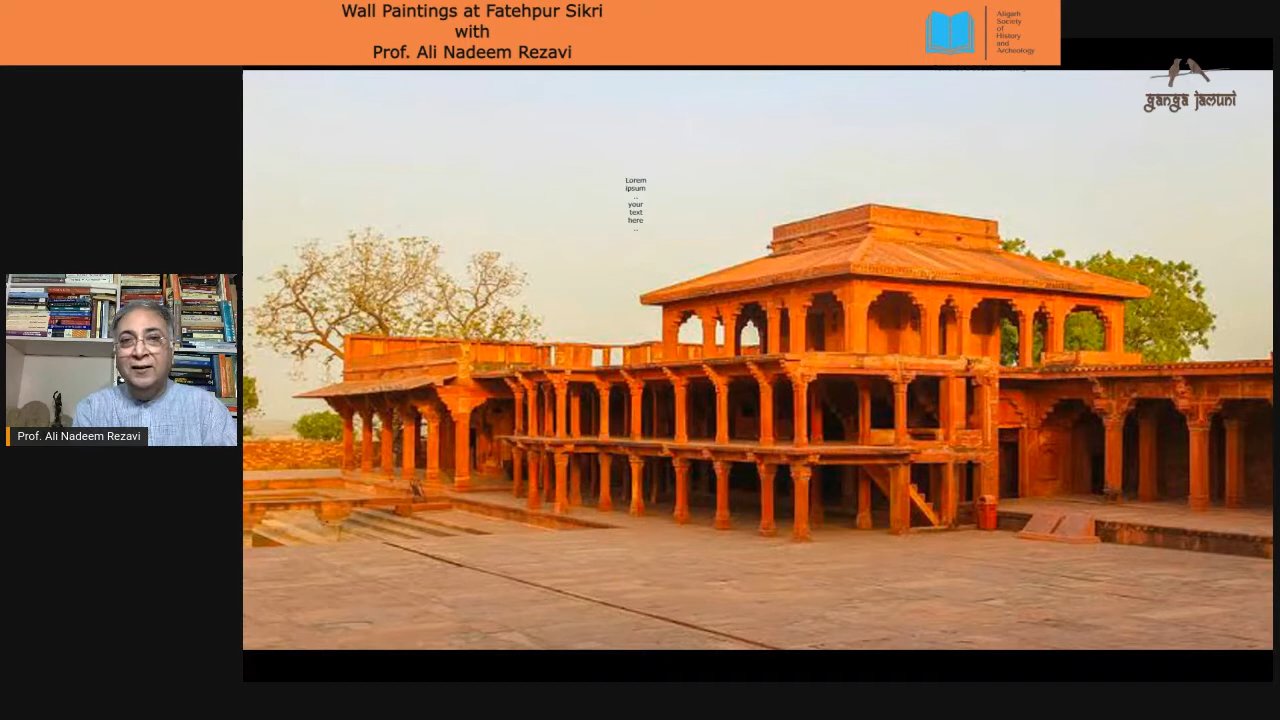 Wall Paintings at Fatehpur Sikri
with
Prof. Ali Nadeem Rezavi
Aligarh
Society
of
History
and
Archeology
ganga jamuni
Lorem
ipsum
..
your
text
here
..
Prof. Ali Nadeem Rezavi